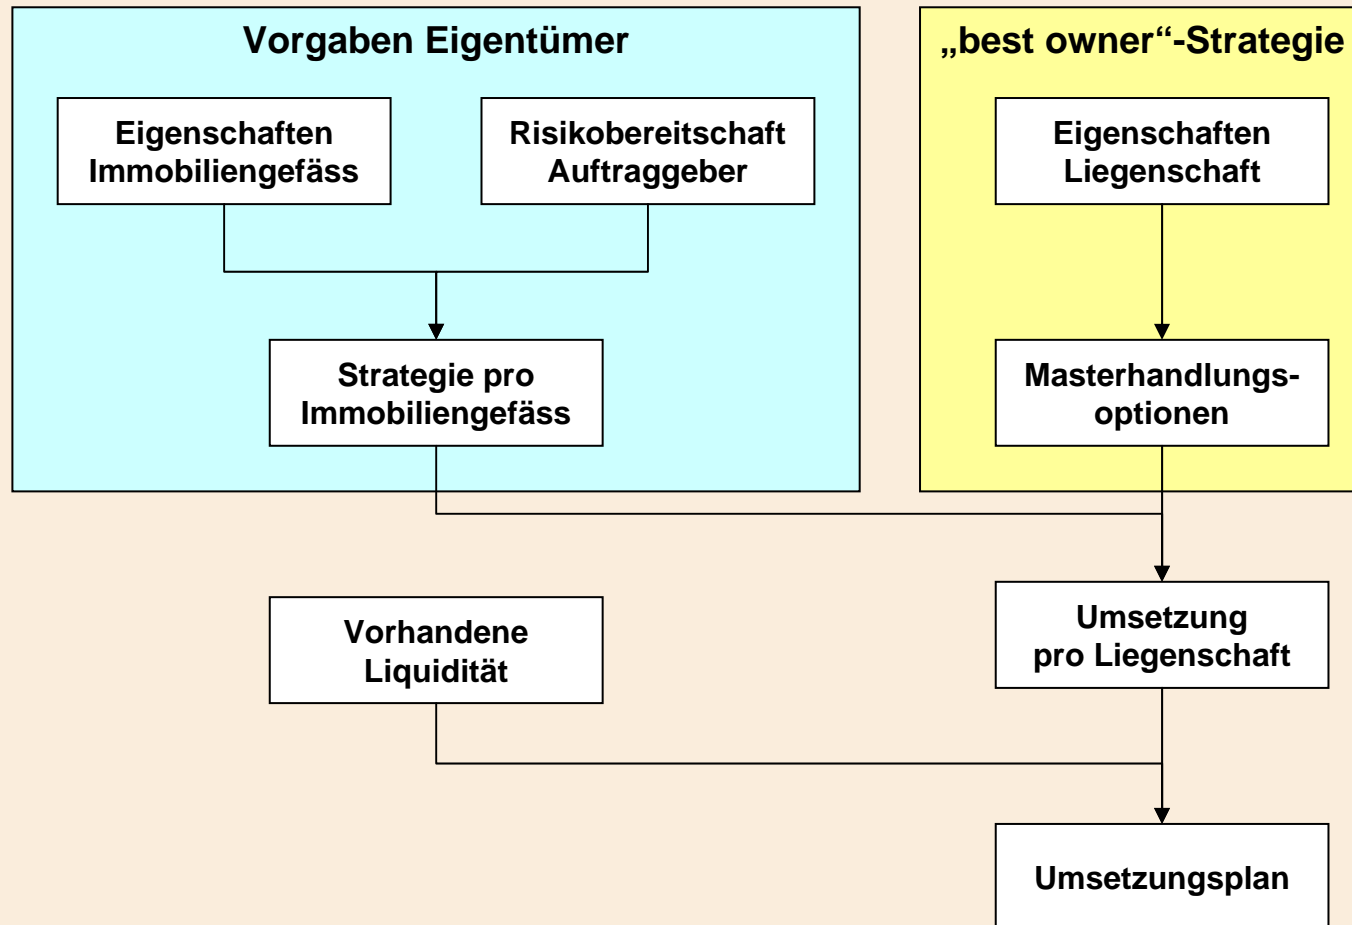 Vorgaben Eigentümer
„best owner“-Strategie
Eigenschaften
Immobiliengefäss
Risikobereitschaft
Auftraggeber
Eigenschaften
Liegenschaft
Strategie pro
Immobiliengefäss
Masterhandlungs-
optionen
Vorhandene
Liquidität
Umsetzung
pro Liegenschaft
Umsetzungsplan